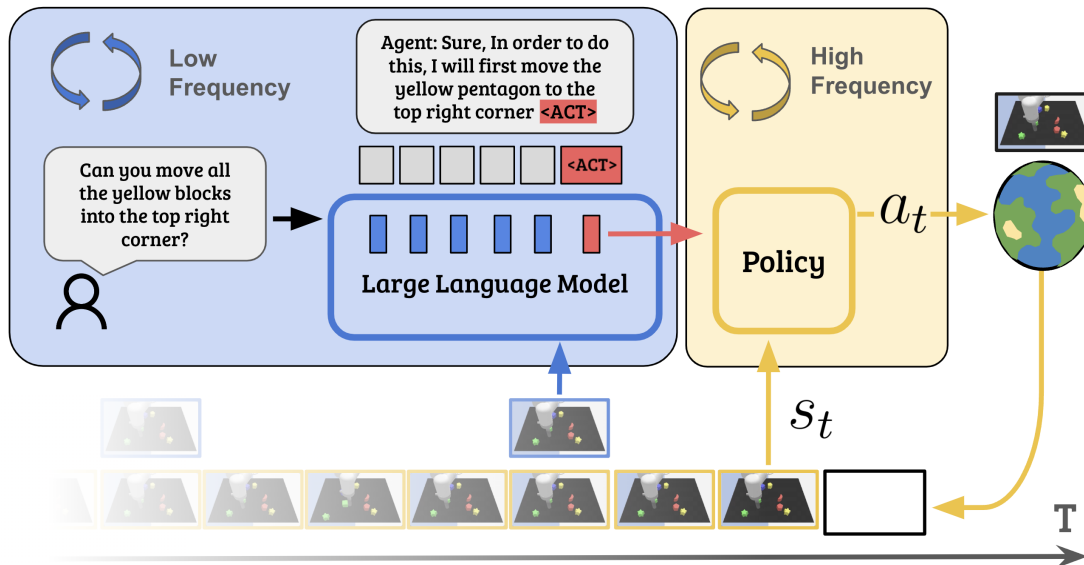 Low
Frequency
Agent: Sure, In order to do
this, I will first move the
yellow pentagon to the
top right corner <ACT>
High
Frequency
Can you move all
the yellow blocks
into the top right
corner?
<ACT>
Large Language Model
Policy
a_t
s_t
T